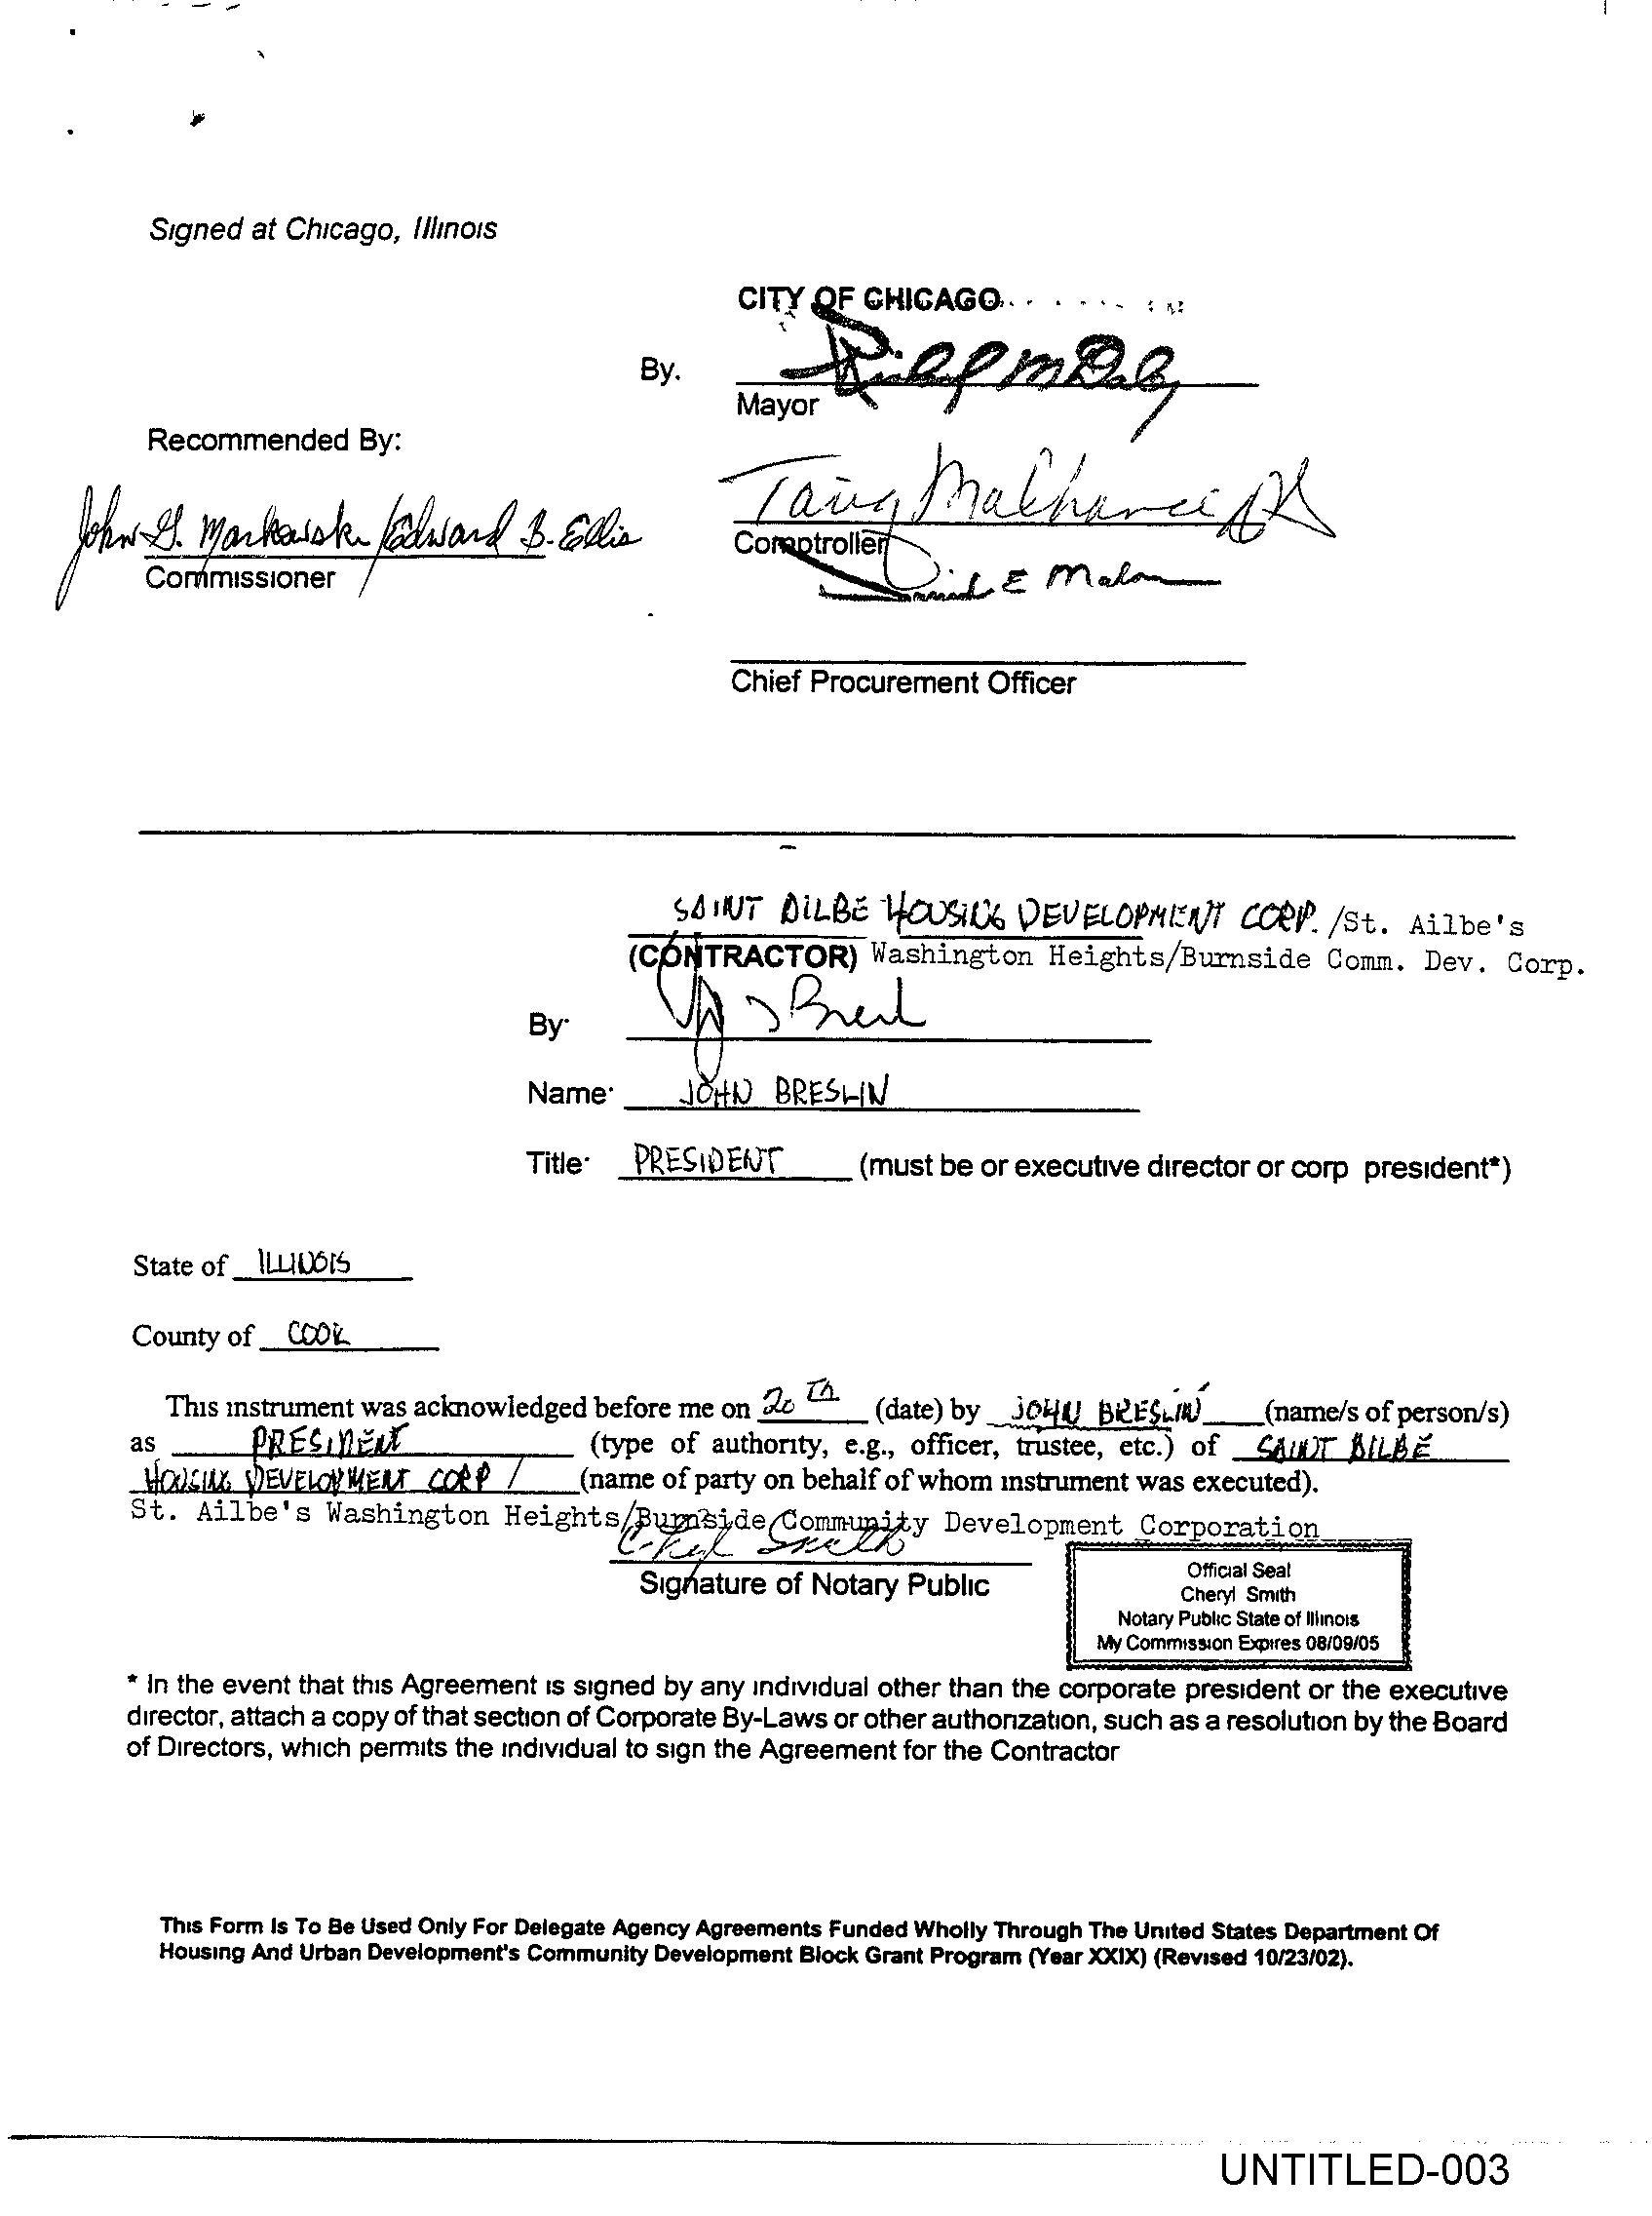 Signed at Chicago, Illinois
CITY OF CHICAGO
By.
Mayor
Recommended By:
John G. Markowski/Edward B. Ellis
Commissioner
Comptroller
E Malon
Chief Procurement Officer
SAINT AILBE HOUSING DEVELOPMENT CORP. /St. Ailbe's
(CONTRACTOR) Washington Heights/Burnside Comm. Dev. Corp.
By
Name JOHN BRESLIN
Title PRESIDENT (must be or executive director or corp president*)
State of ILLINOIS
County of COOK
This instrument was acknowledged before me on 20 TH (date) by JOHN BRESLIN (name/s of person/s)
as PRESIDENT (type of authority, e.g., officer, trustee, etc.) of SAINT AILBE
HOUSING DEVELOPMENT CORP / (name of party on behalf of whom instrument was executed).
St. Ailbe's Washington Heights/Burnside Community Development Corporation
Cheryl Smith
Signature of Notary Public
Official Seal
Cheryl Smith
Notary Public State of Illinois
My Commission Expires 08/09/05
* In the event that this Agreement is signed by any individual other than the corporate president or the executive
director, attach a copy of that section of Corporate By-Laws or other authorization, such as a resolution by the Board
of Directors, which permits the individual to sign the Agreement for the Contractor
This Form Is To Be Used Only For Delegate Agency Agreements Funded Wholly Through The United States Department Of
Housing And Urban Development's Community Development Block Grant Program (Year XXIX) (Revised 10/23/02).
UNTITLED-003